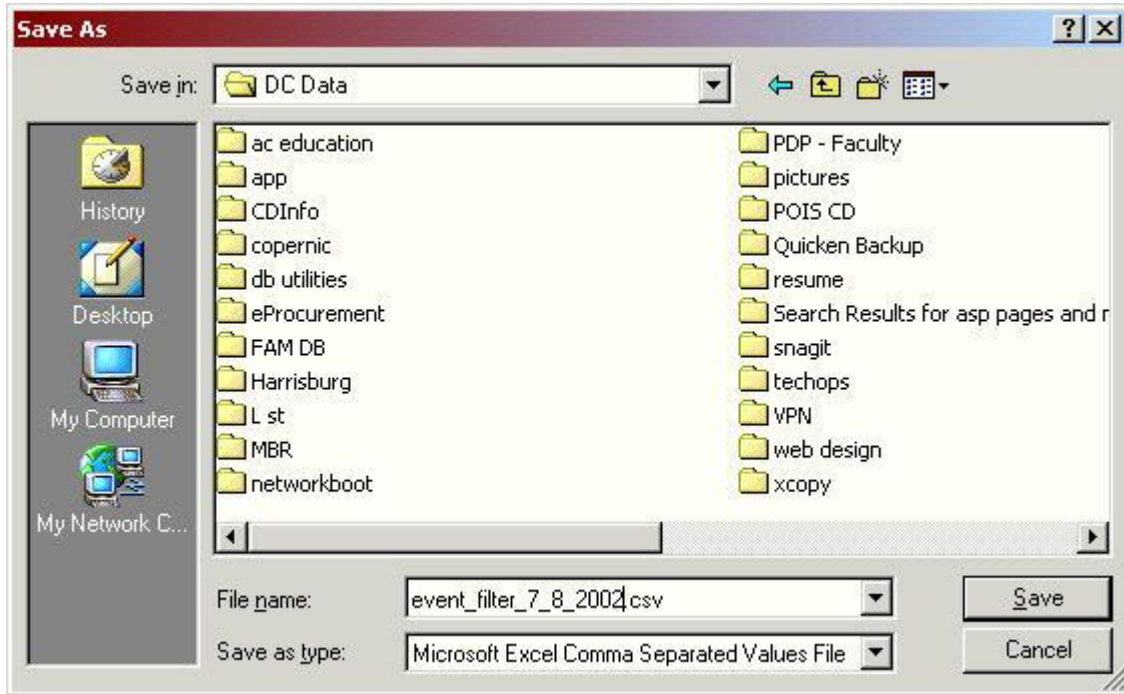 Save As
Save in:
DC Data
History
Desktop
My Computer
My Network C...
ac education
app
CDInfo
copernic
db utilities
eProcurement
FAM DB
Harrisburg
L st
MBR
networkboot
PDP - Faculty
pictures
POIS CD
Quicken Backup
resume
Search Results for asp pages and r
snagit
techops
VPN
web design
xcopy
File name:
event_filter_7_8_2002.csv
Save
Save as type:
Microsoft Excel Comma Separated Values File
Cancel